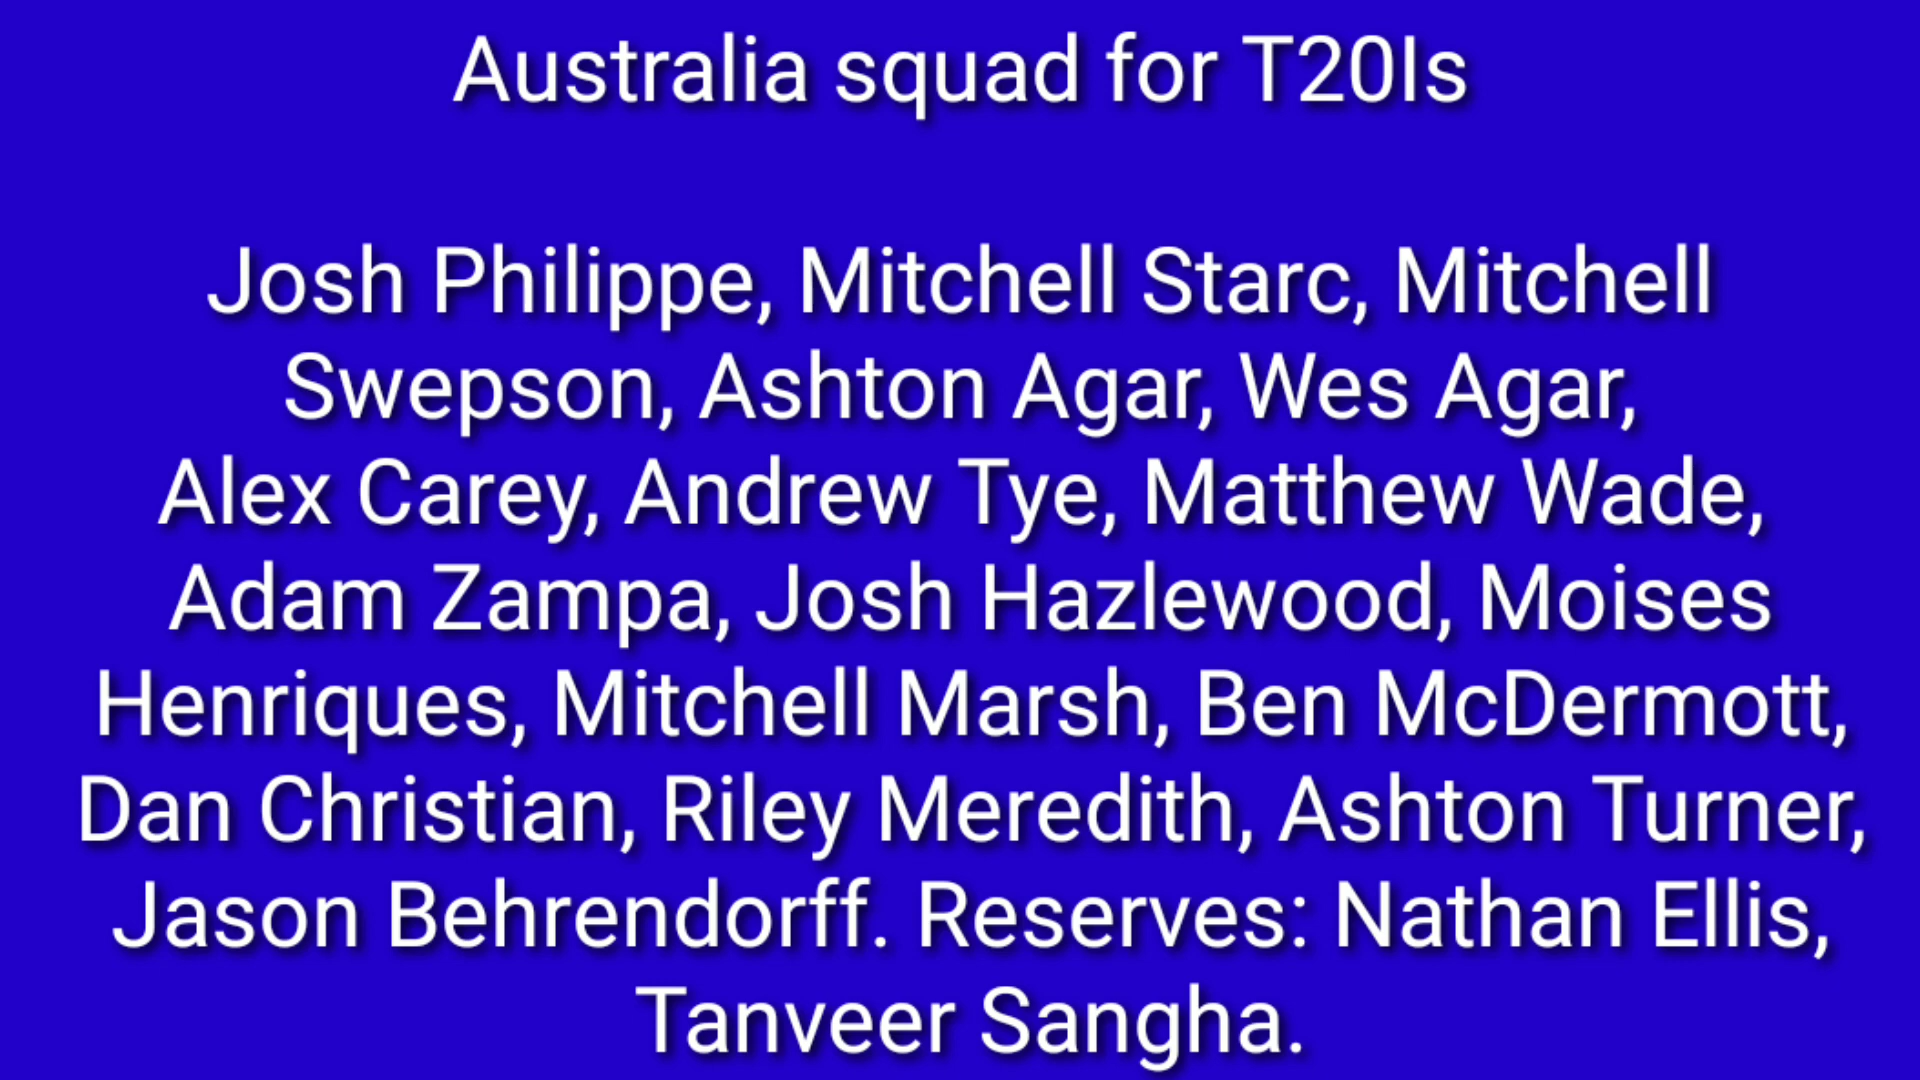 Australia squad for T20Is
Josh Philippe, Mitchell Starc, Mitchell
Swepson, Ashton Agar, Wes Agar,
Alex Carey, Andrew Tye, Matthew Wade,
Adam Zampa, Josh Hazlewood, Moises
Henriques, Mitchell Marsh, Ben McDermott,
Dan Christian, Riley Meredith, Ashton Turner,
Jason Behrendorff. Reserves: Nathan Ellis,
Tanveer Sangha.